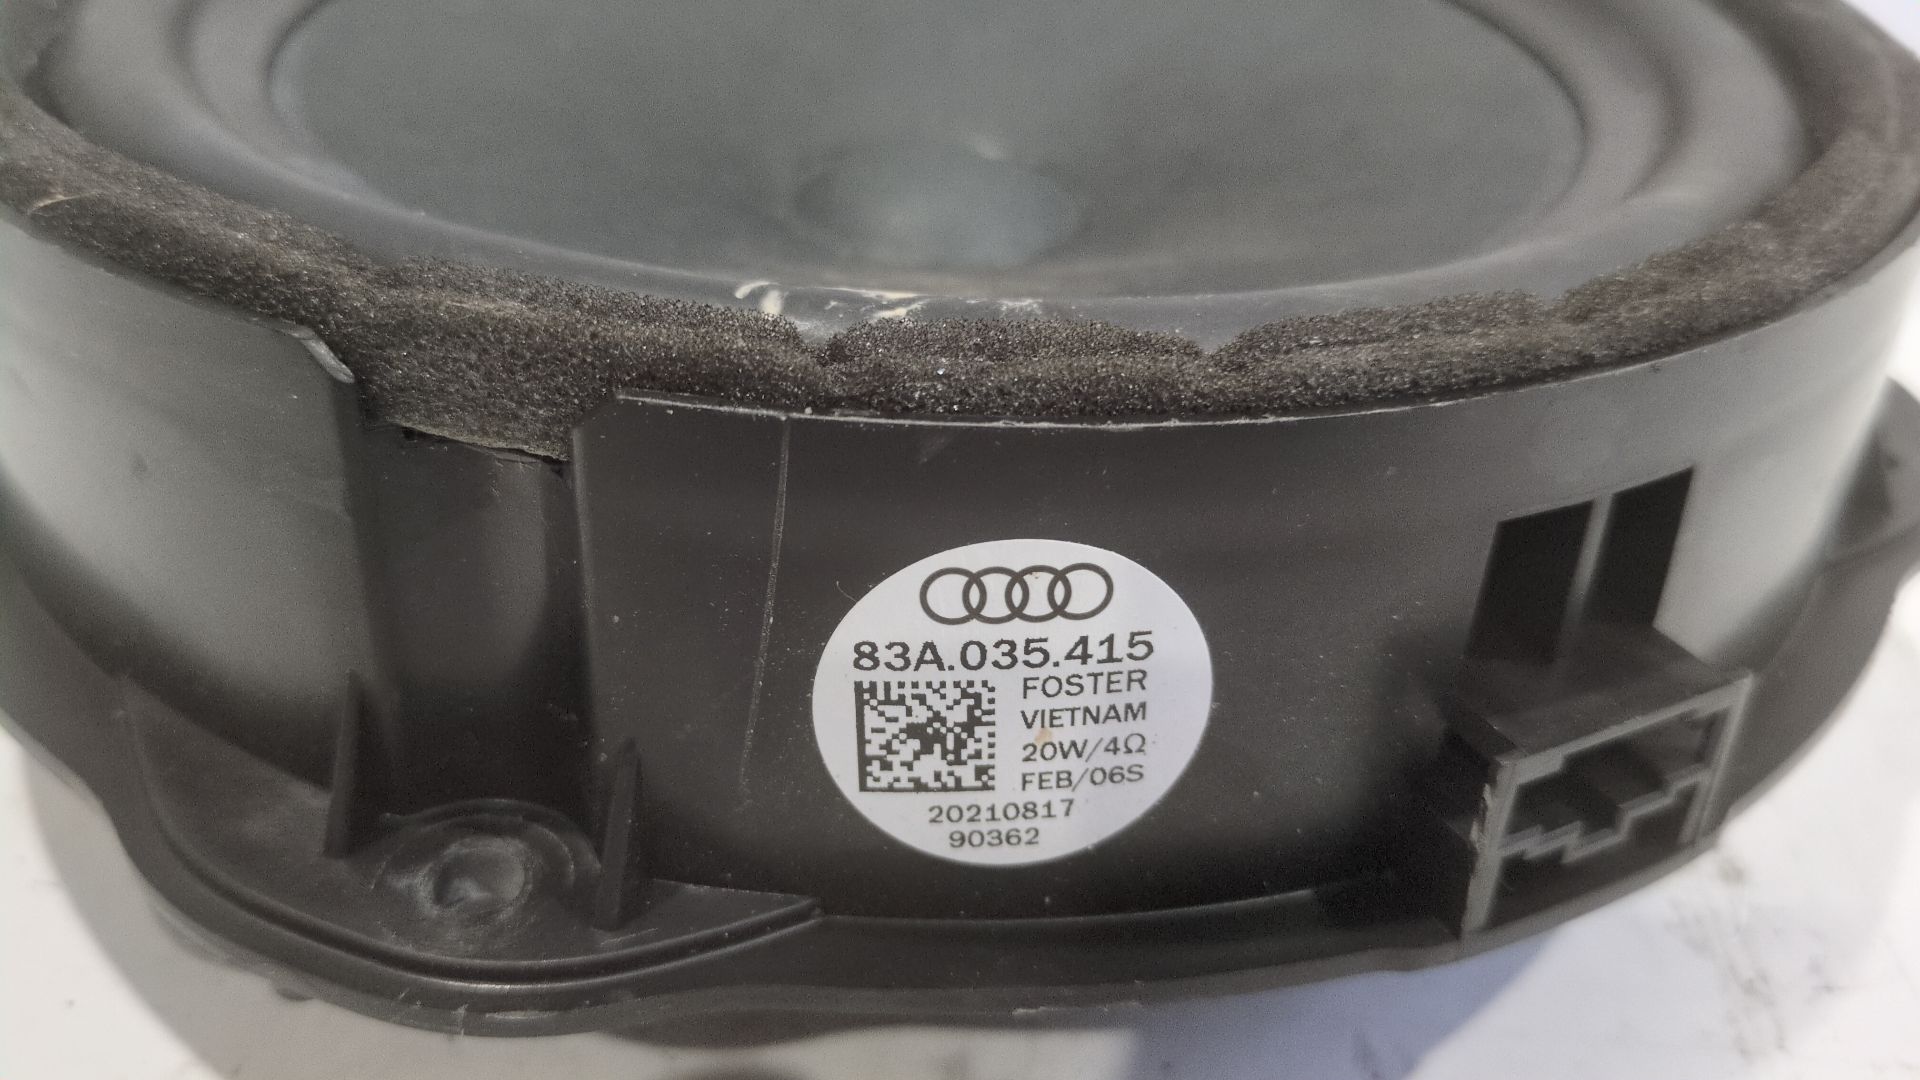 83A.035.415
FOSTER
VIETNAM
20W/4Ω
FEB/06S
20210817
90362